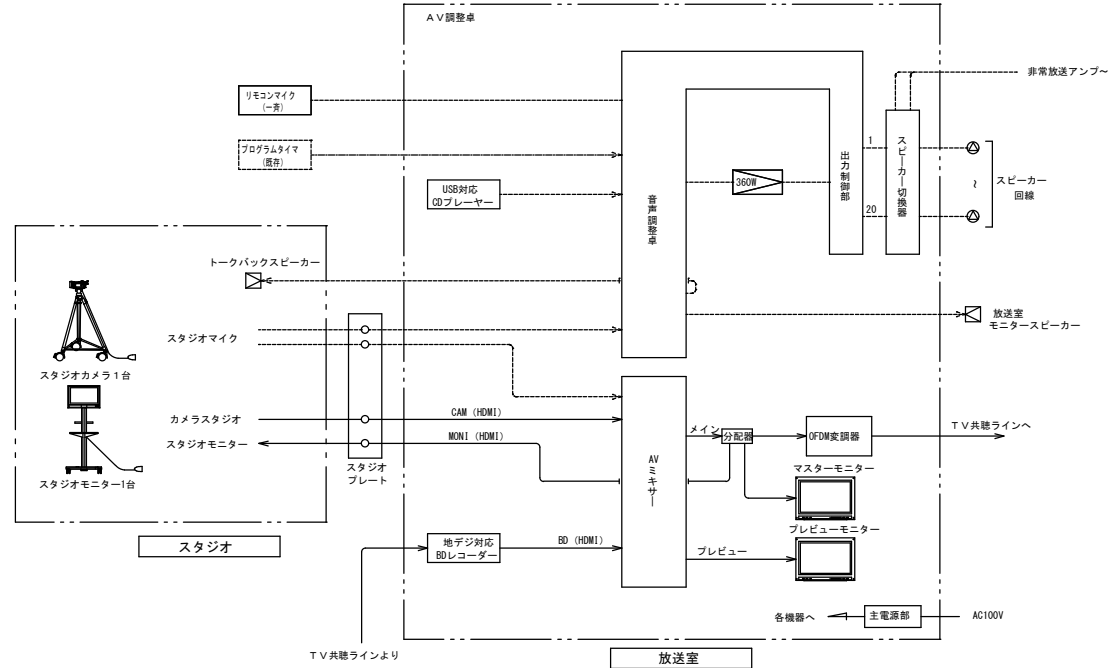 AV調整卓
非常放送アンプ～
リモコンマイク
(一斉)
プログラムタイマ
(既存)
USB対応
CDプレーヤー
音声調整卓
360W
出力制御部
1
20
スピーカー切換器
～
スピーカー
回線
トークバックスピーカー
放送室
モニタースピーカー
スタジオマイク
スタジオカメラ1台
カメラスタジオ
CAM (HDMI)
スタジオモニター
MONI (HDMI)
スタジオモニター1台
スタジオ
プレート
AVミキサー
メイン
分配器
OFDM変調器
TV共聴ラインへ
マスターモニター
プレビューモニター
プレビュー
スタジオ
地デジ対応
BDレコーダー
BD (HDMI)
各機器へ
主電源部
AC100V
TV共聴ラインより
放送室